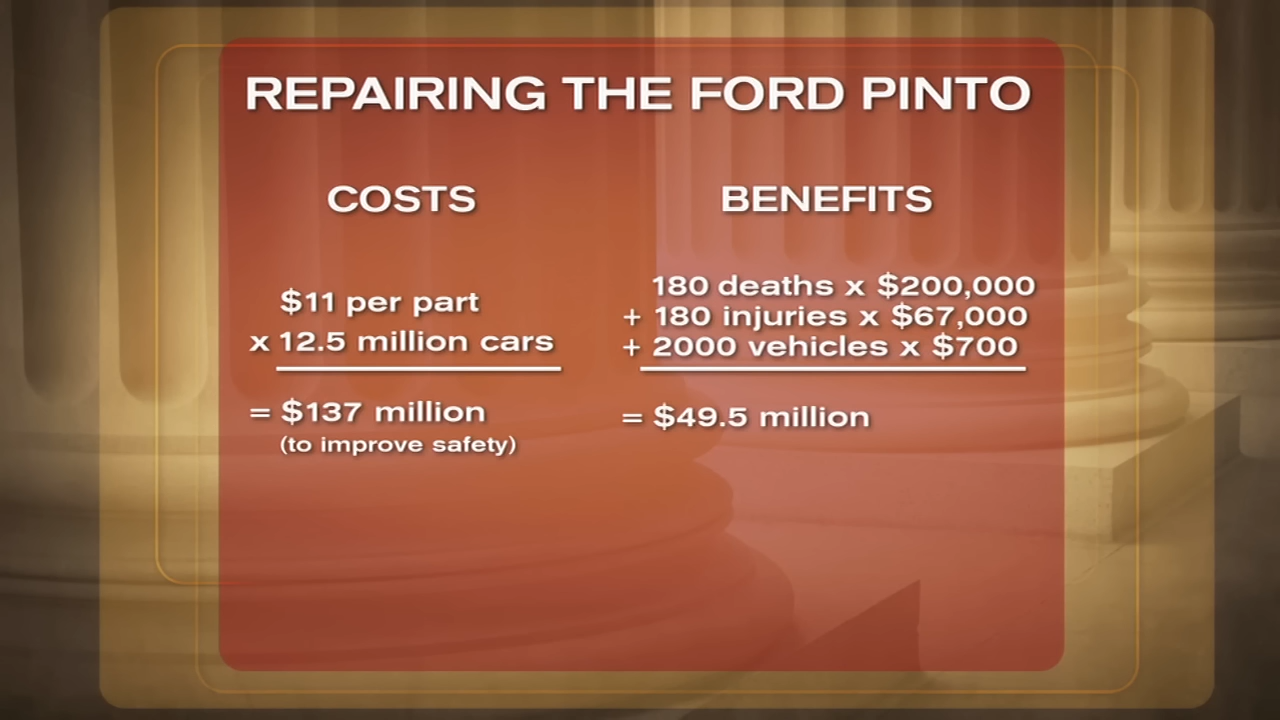 REPAIRING THE FORD PINTO
COSTS
$11 per part
x 12.5 million cars
= $137 million
(to improve safety)
BENEFITS
180 deaths x $200,000
+ 180 injuries x $67,000
+ 2000 vehicles x $700
= $49.5 million